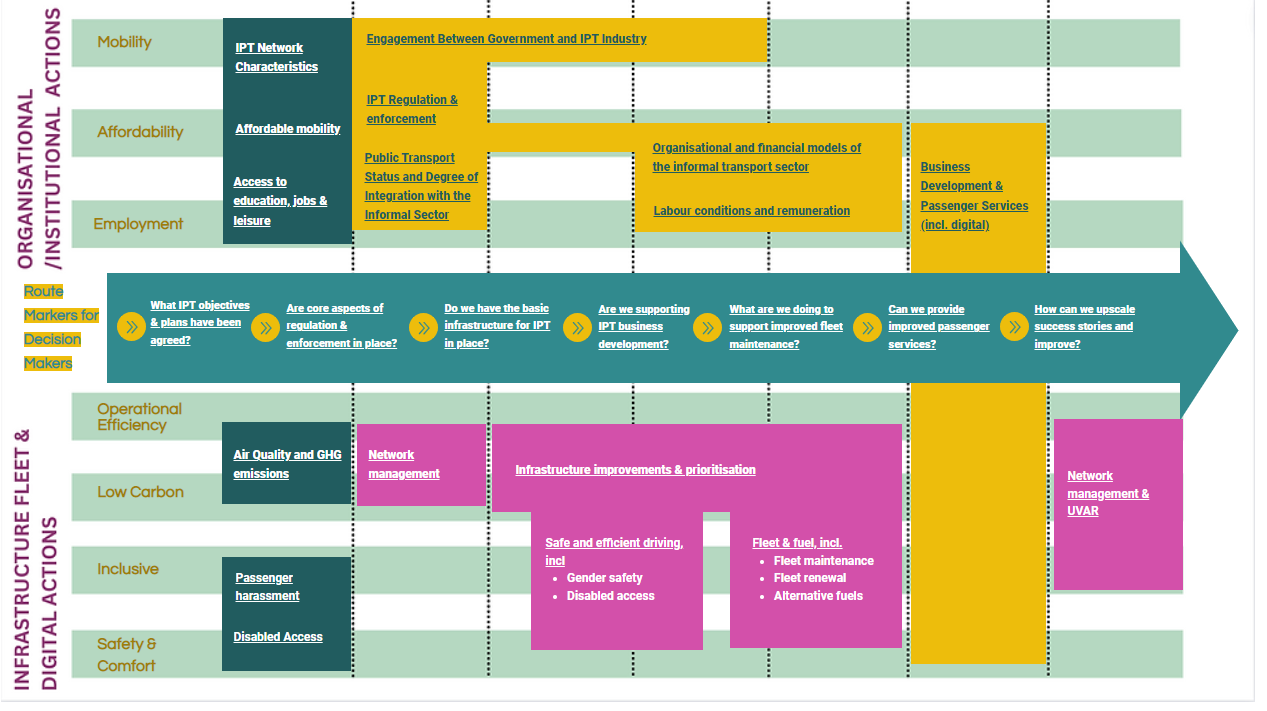 ORGANISATIONAL
/INSTITUTIONAL ACTIONS
Mobility
Affordability
Employment
IPT Network
Characteristics
Affordable mobility
Access to
education, jobs &
leisure
Engagement Between Government and IPT Industry
IPT Regulation &
enforcement
Public Transport
Status and Degree of
Integration with the
Informal Sector
Organisational and financial models of
the informal transport sector
Labour conditions and remuneration
Business
Development &
Passenger Services
(incl. digital)
Route
Markers for
Decision
Makers
What IPT objectives
& plans have been
agreed?
Are core aspects of
regulation &
enforcement in place?
Do we have the basic
infrastructure for IPT
in place?
Are we supporting
IPT business
development?
What are we doing to
support improved fleet
maintenance?
Can we provide
improved passenger
services?
How can we upscale
success stories and
improve?
INFRASTRUCTURE FLEET &
DIGITAL ACTIONS
Operational
Efficiency
Low Carbon
Inclusive
Safety &
Comfort
Air Quality and GHG
emissions
Passenger
harassment
Disabled Access
Network
management
Infrastructure improvements & prioritisation
Safe and efficient driving,
incl
• Gender safety
• Disabled access
Fleet & fuel, incl.
• Fleet maintenance
• Fleet renewal
• Alternative fuels
Network
management &
UVAR